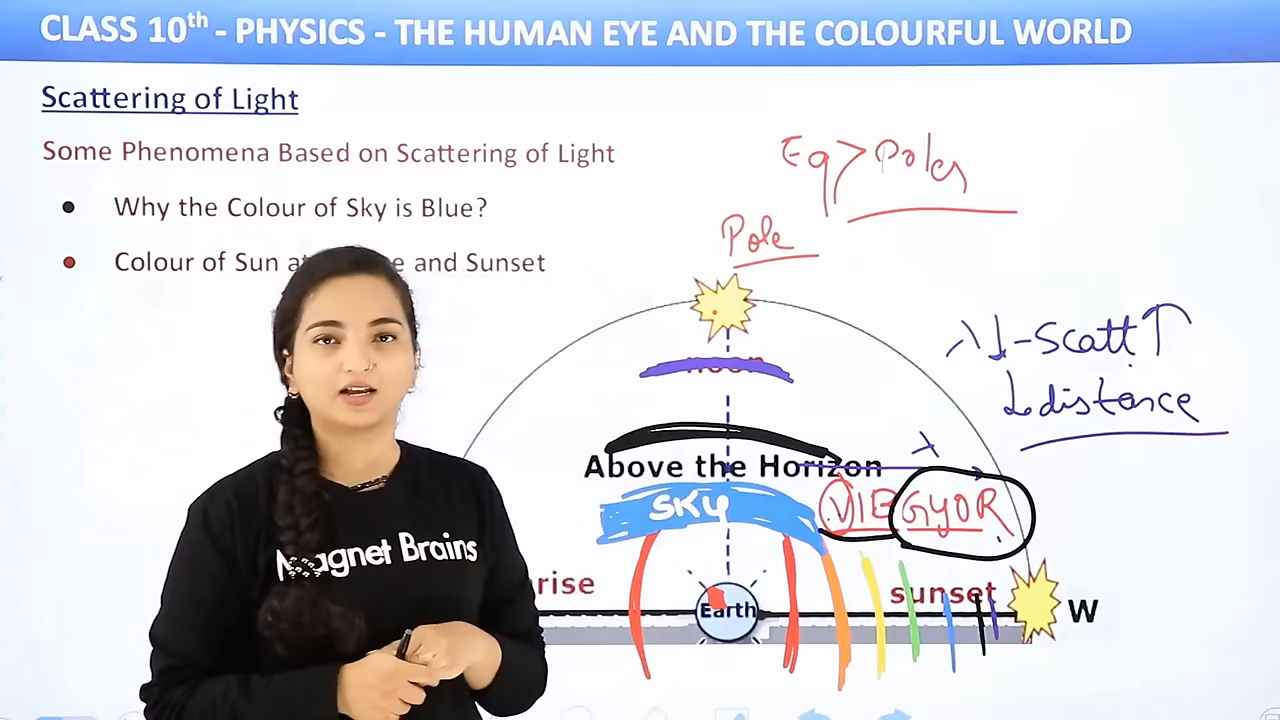 CLASS 10th - PHYSICS - THE HUMAN EYE AND THE COLOURFUL WORLD
Scattering of Light
Some Phenomena Based on Scattering of Light
Why the Colour of Sky is Blue?
Colour of Sun at e and Sunset
Eq > Poles
Pole
λ↓-scatt↑
↳distance
λ
Above the Horizon
SKY
VIBGYOR
Magnet Brains
rise
sunset
Earth
W